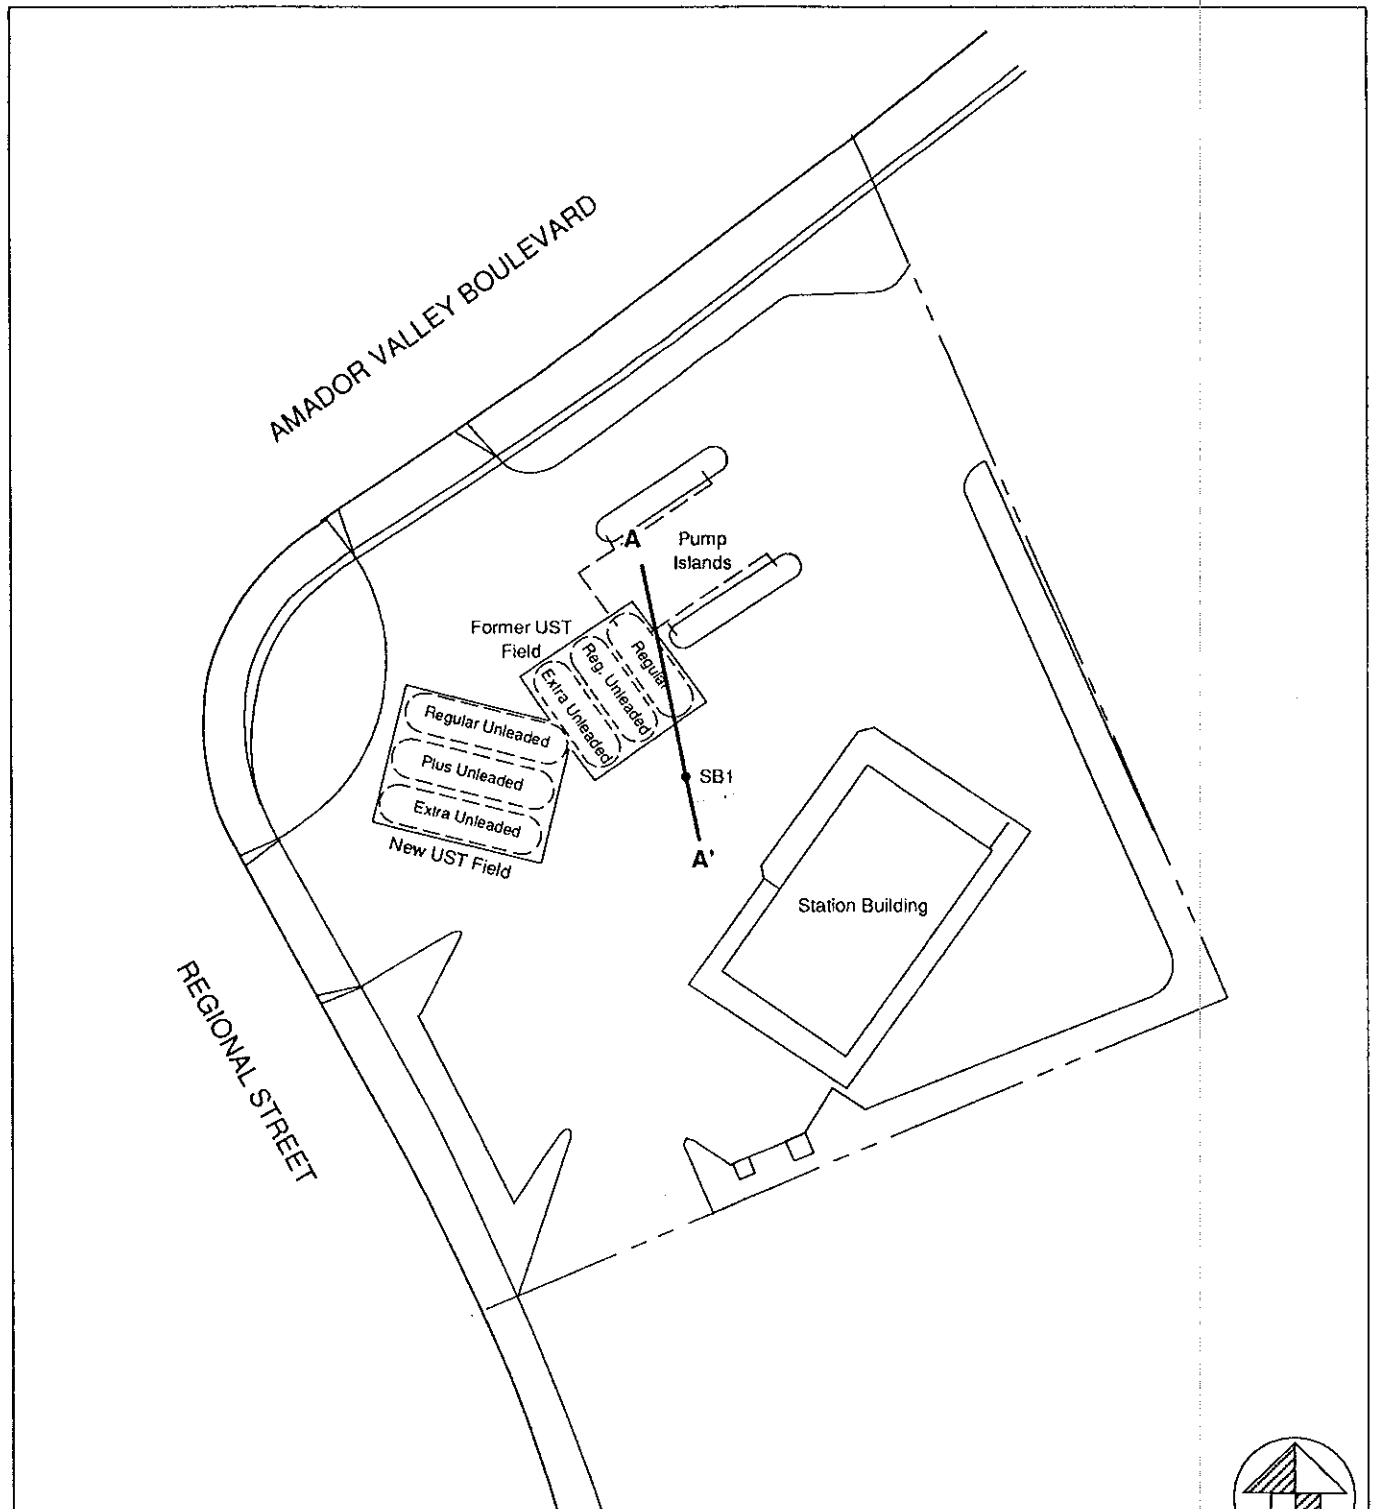 AMADOR VALLEY BOULEVARD
A
Pump
Islands
Former UST
Field
Regular
Reg. Unleaded
Extra Unleaded
Regular Unleaded
Plus Unleaded
Extra Unleaded
New UST Field
SB1
A'
Station Building
REGIONAL STREET